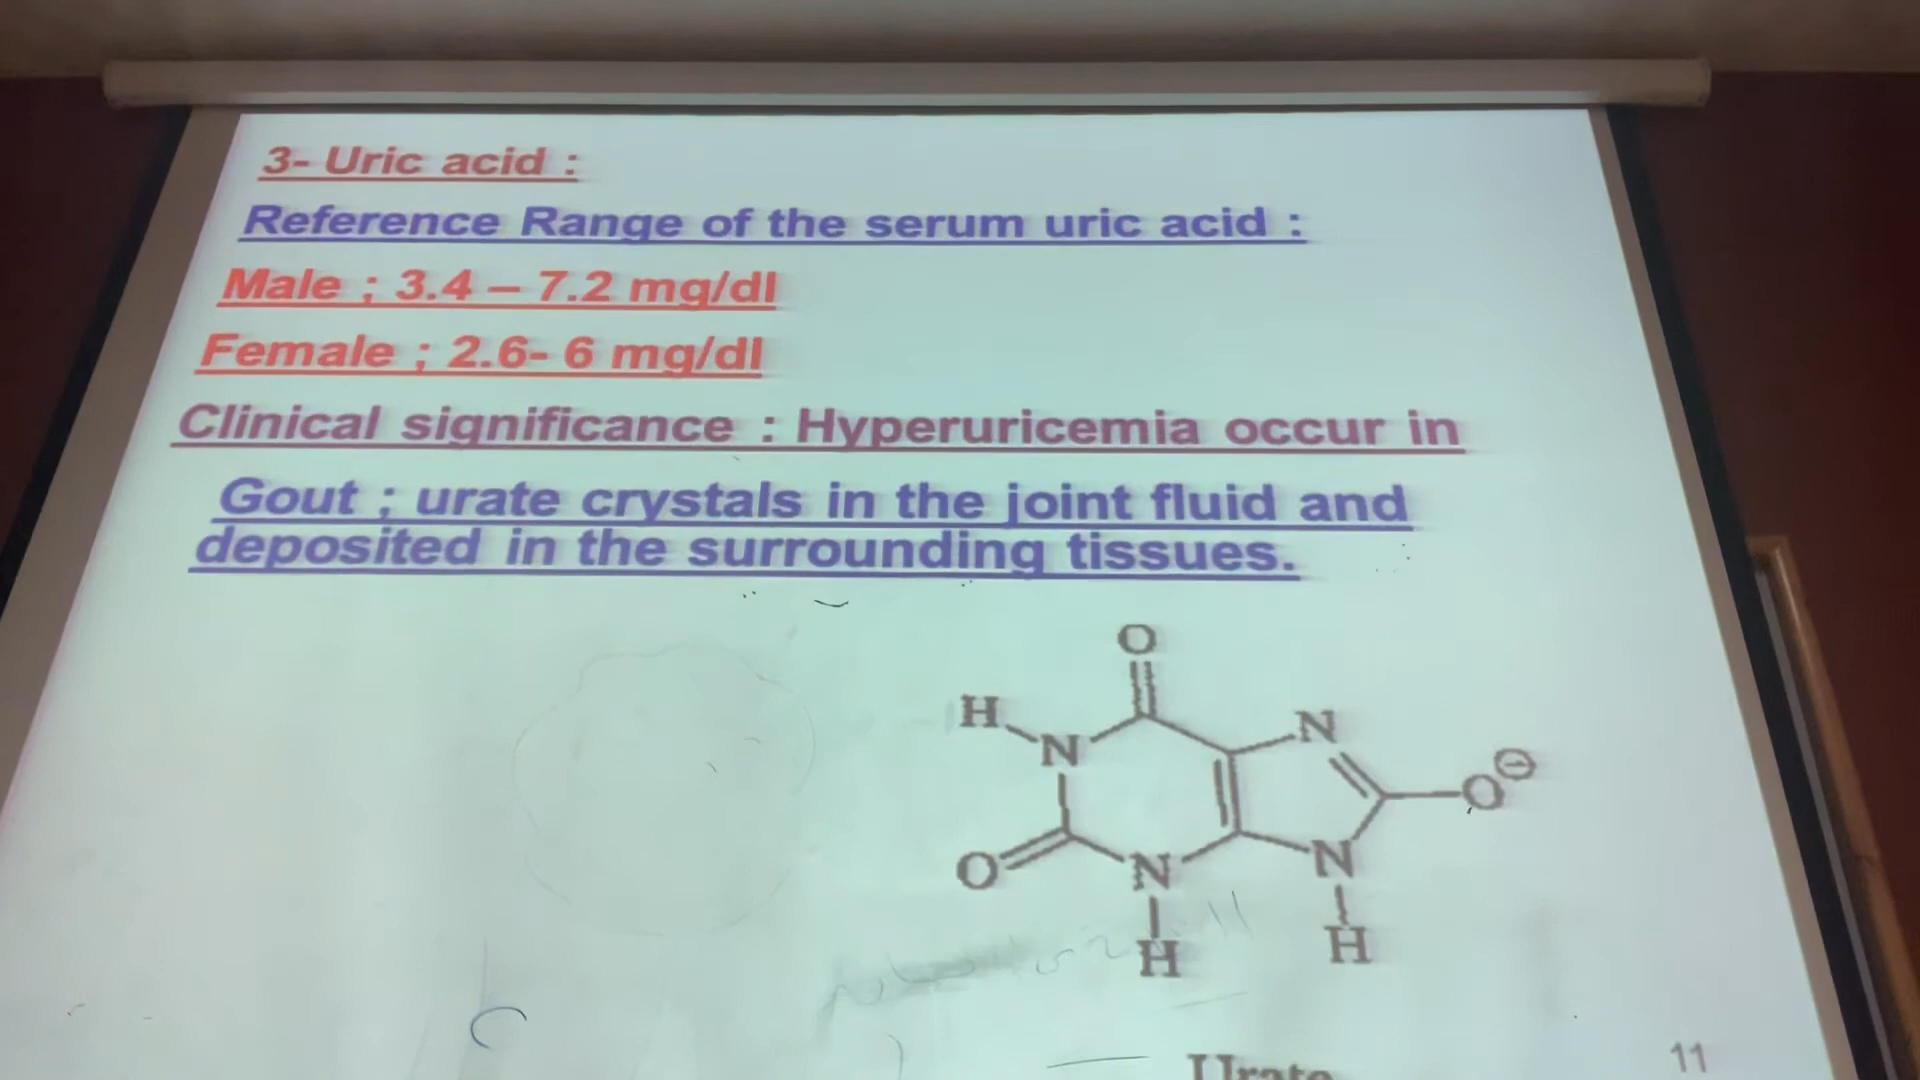 3- Uric acid :
Reference Range of the serum uric acid :
Male ; 3.4 – 7.2 mg/dl
Female ; 2.6- 6 mg/dl
Clinical significance : Hyperuricemia occur in
Gout ; urate crystals in the joint fluid and
deposited in the surrounding tissues.
O
H
N
N
O
⊖
O
N
N
H
H
Urate
11